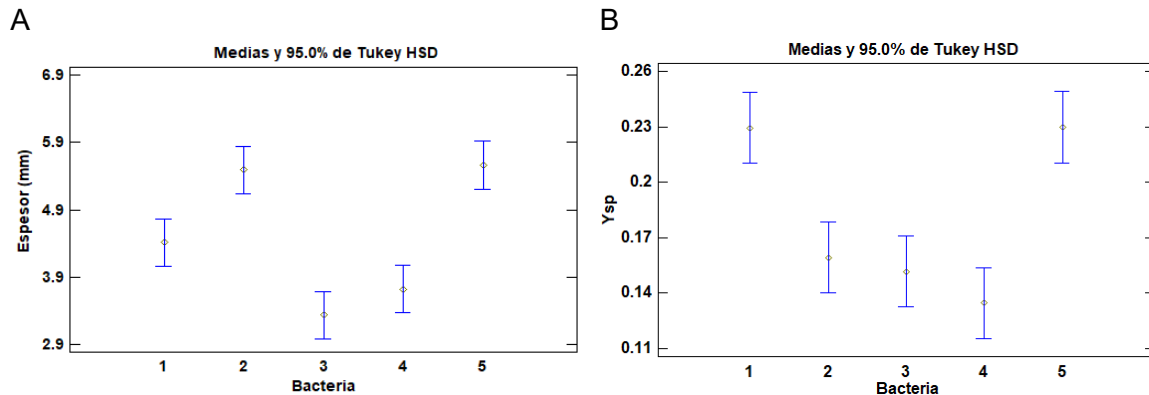 A
Medias y 95.0% de Tukey HSD
6.9
5.9
4.9
3.9
2.9
Espesor (mm)
1 2 3 4 5
Bacteria
B
Medias y 95.0% de Tukey HSD
0.26
0.23
0.2
0.17
0.14
0.11
Ysp
1 2 3 4 5
Bacteria